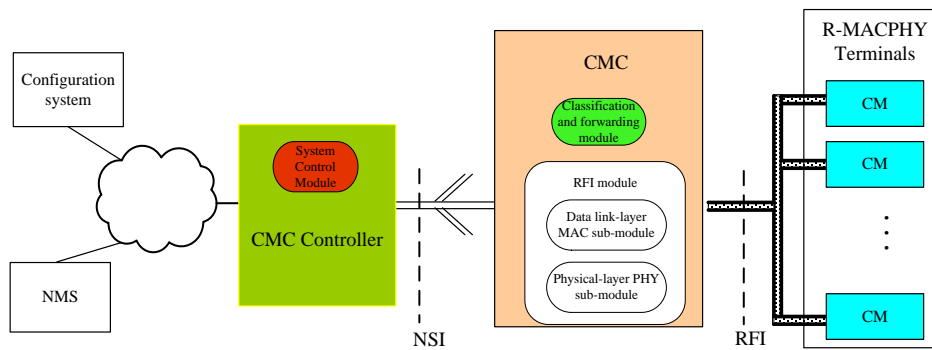 Configuration
system
NMS
System
Control
Module
CMC Controller
NSI
CMC
Classification
and forwarding
module
RFI module
Data link-layer
MAC sub-module
Physical-layer PHY
sub-module
RFI
R-MACPHY
Terminals
CM
CM
CM